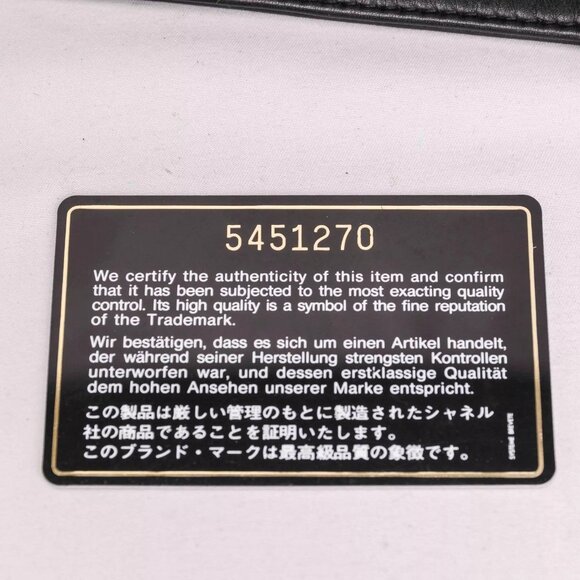 5451270
We certify the authenticity of this item and confirm
that it has been subjected to the most exacting quality
control. Its high quality is a symbol of the fine reputation
of the Trademark.
Wir bestätigen, dass es sich um einen Artikel handelt,
der während seiner Herstellung strengsten Kontrollen
unterworfen war, und dessen erstklassige Qualität
dem hohen Ansehen unserer Marke entspricht.
この製品は厳しい管理のもとに製造されたシャネル
社の商品であることを証明いたします。
このブランド・マークは最高級品質の象徴です。